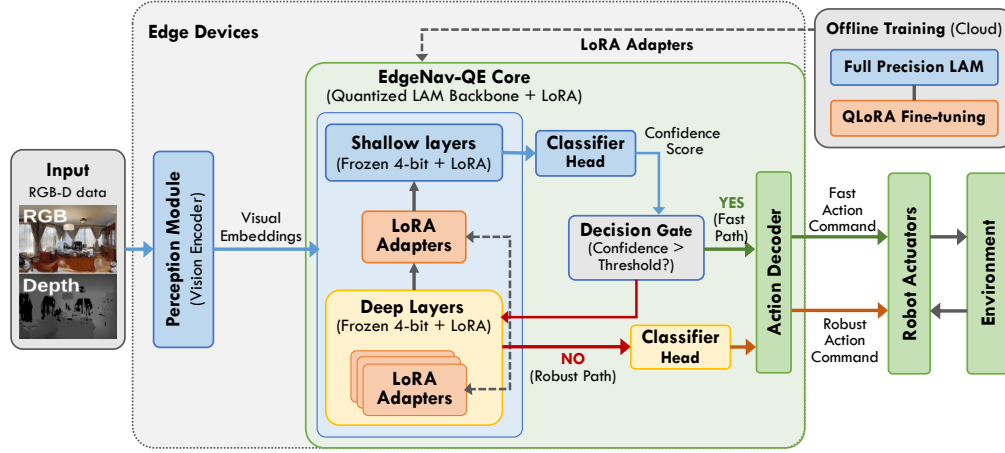 Edge Devices
LoRA Adapters
Offline Training (Cloud)
Full Precision LAM
QLoRA Fine-tuning
EdgeNav-QE Core
(Quantized LAM Backbone + LoRA)
Input
RGB-D data
RGB
Depth
Perception Module
(Vision Encoder)
Visual
Embeddings
Shallow layers
(Frozen 4-bit + LoRA)
LoRA
Adapters
Deep Layers
(Frozen 4-bit + LoRA)
LoRA
Adapters
Classifier
Head
Confidence
Score
Decision Gate
(Confidence >
Threshold?)
YES
(Fast
Path)
NO
(Robust Path)
Classifier
Head
Action Decoder
Fast
Action
Command
Robust
Action
Command
Robot Actuators
Environment